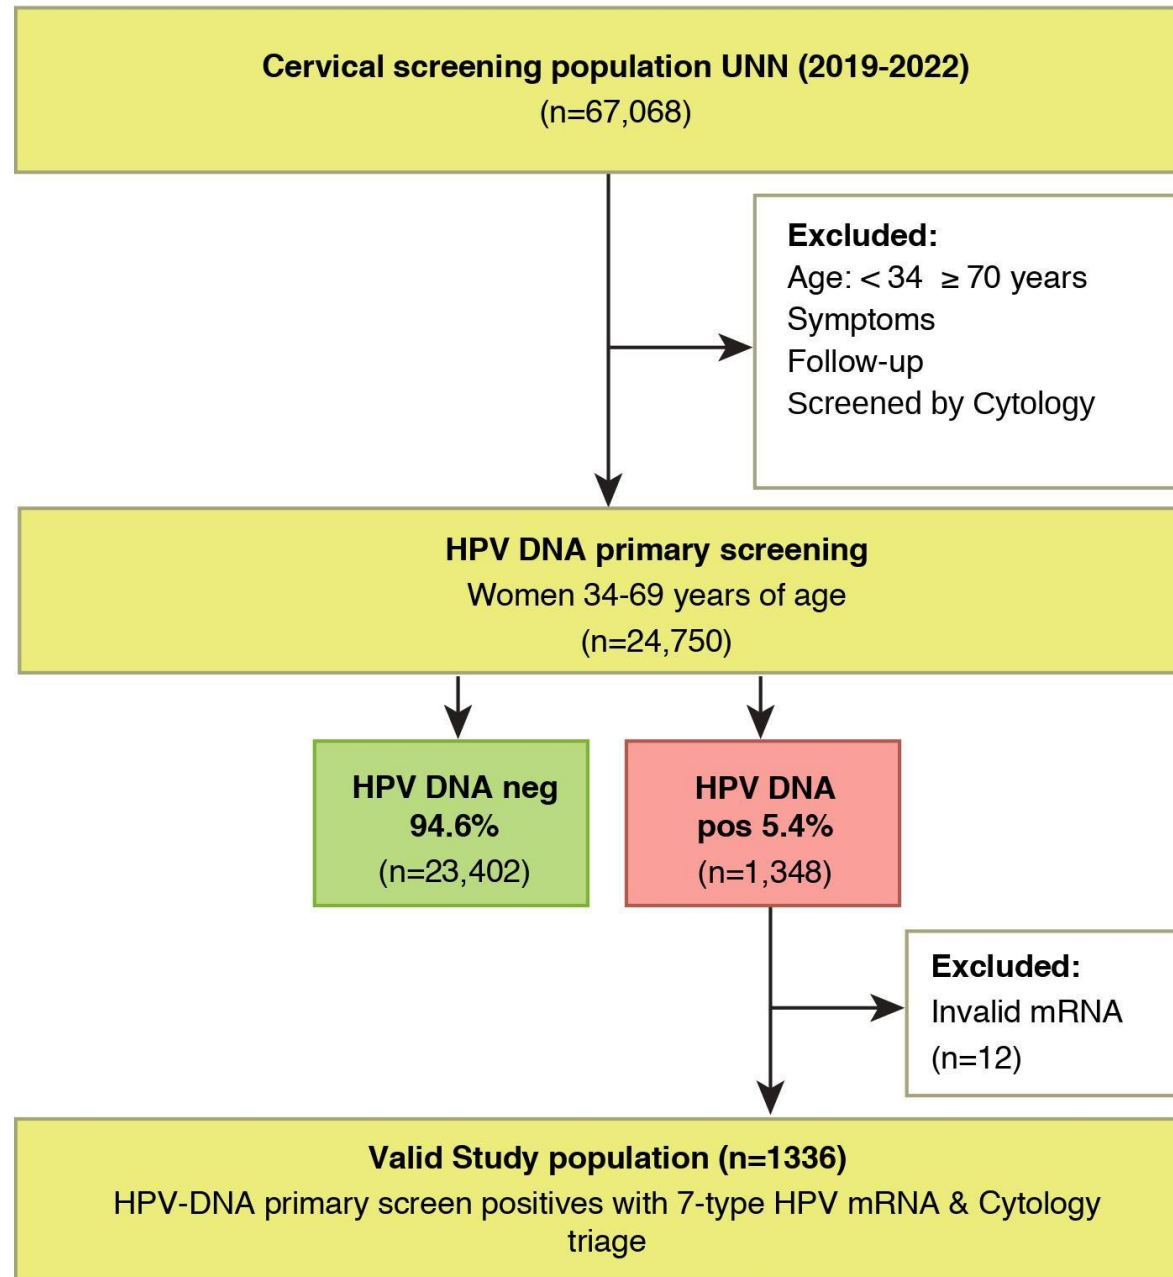 Cervical screening population UNN (2019-2022)
(n=67,068)
Excluded:
Age: < 34 ≥ 70 years
Symptoms
Follow-up
Screened by Cytology
HPV DNA primary screening
Women 34-69 years of age
(n=24,750)
HPV DNA neg
94.6%
(n=23,402)
HPV DNA
pos 5.4%
(n=1,348)
Excluded:
Invalid mRNA
(n=12)
Valid Study population (n=1336)
HPV-DNA primary screen positives with 7-type HPV mRNA & Cytology
triage